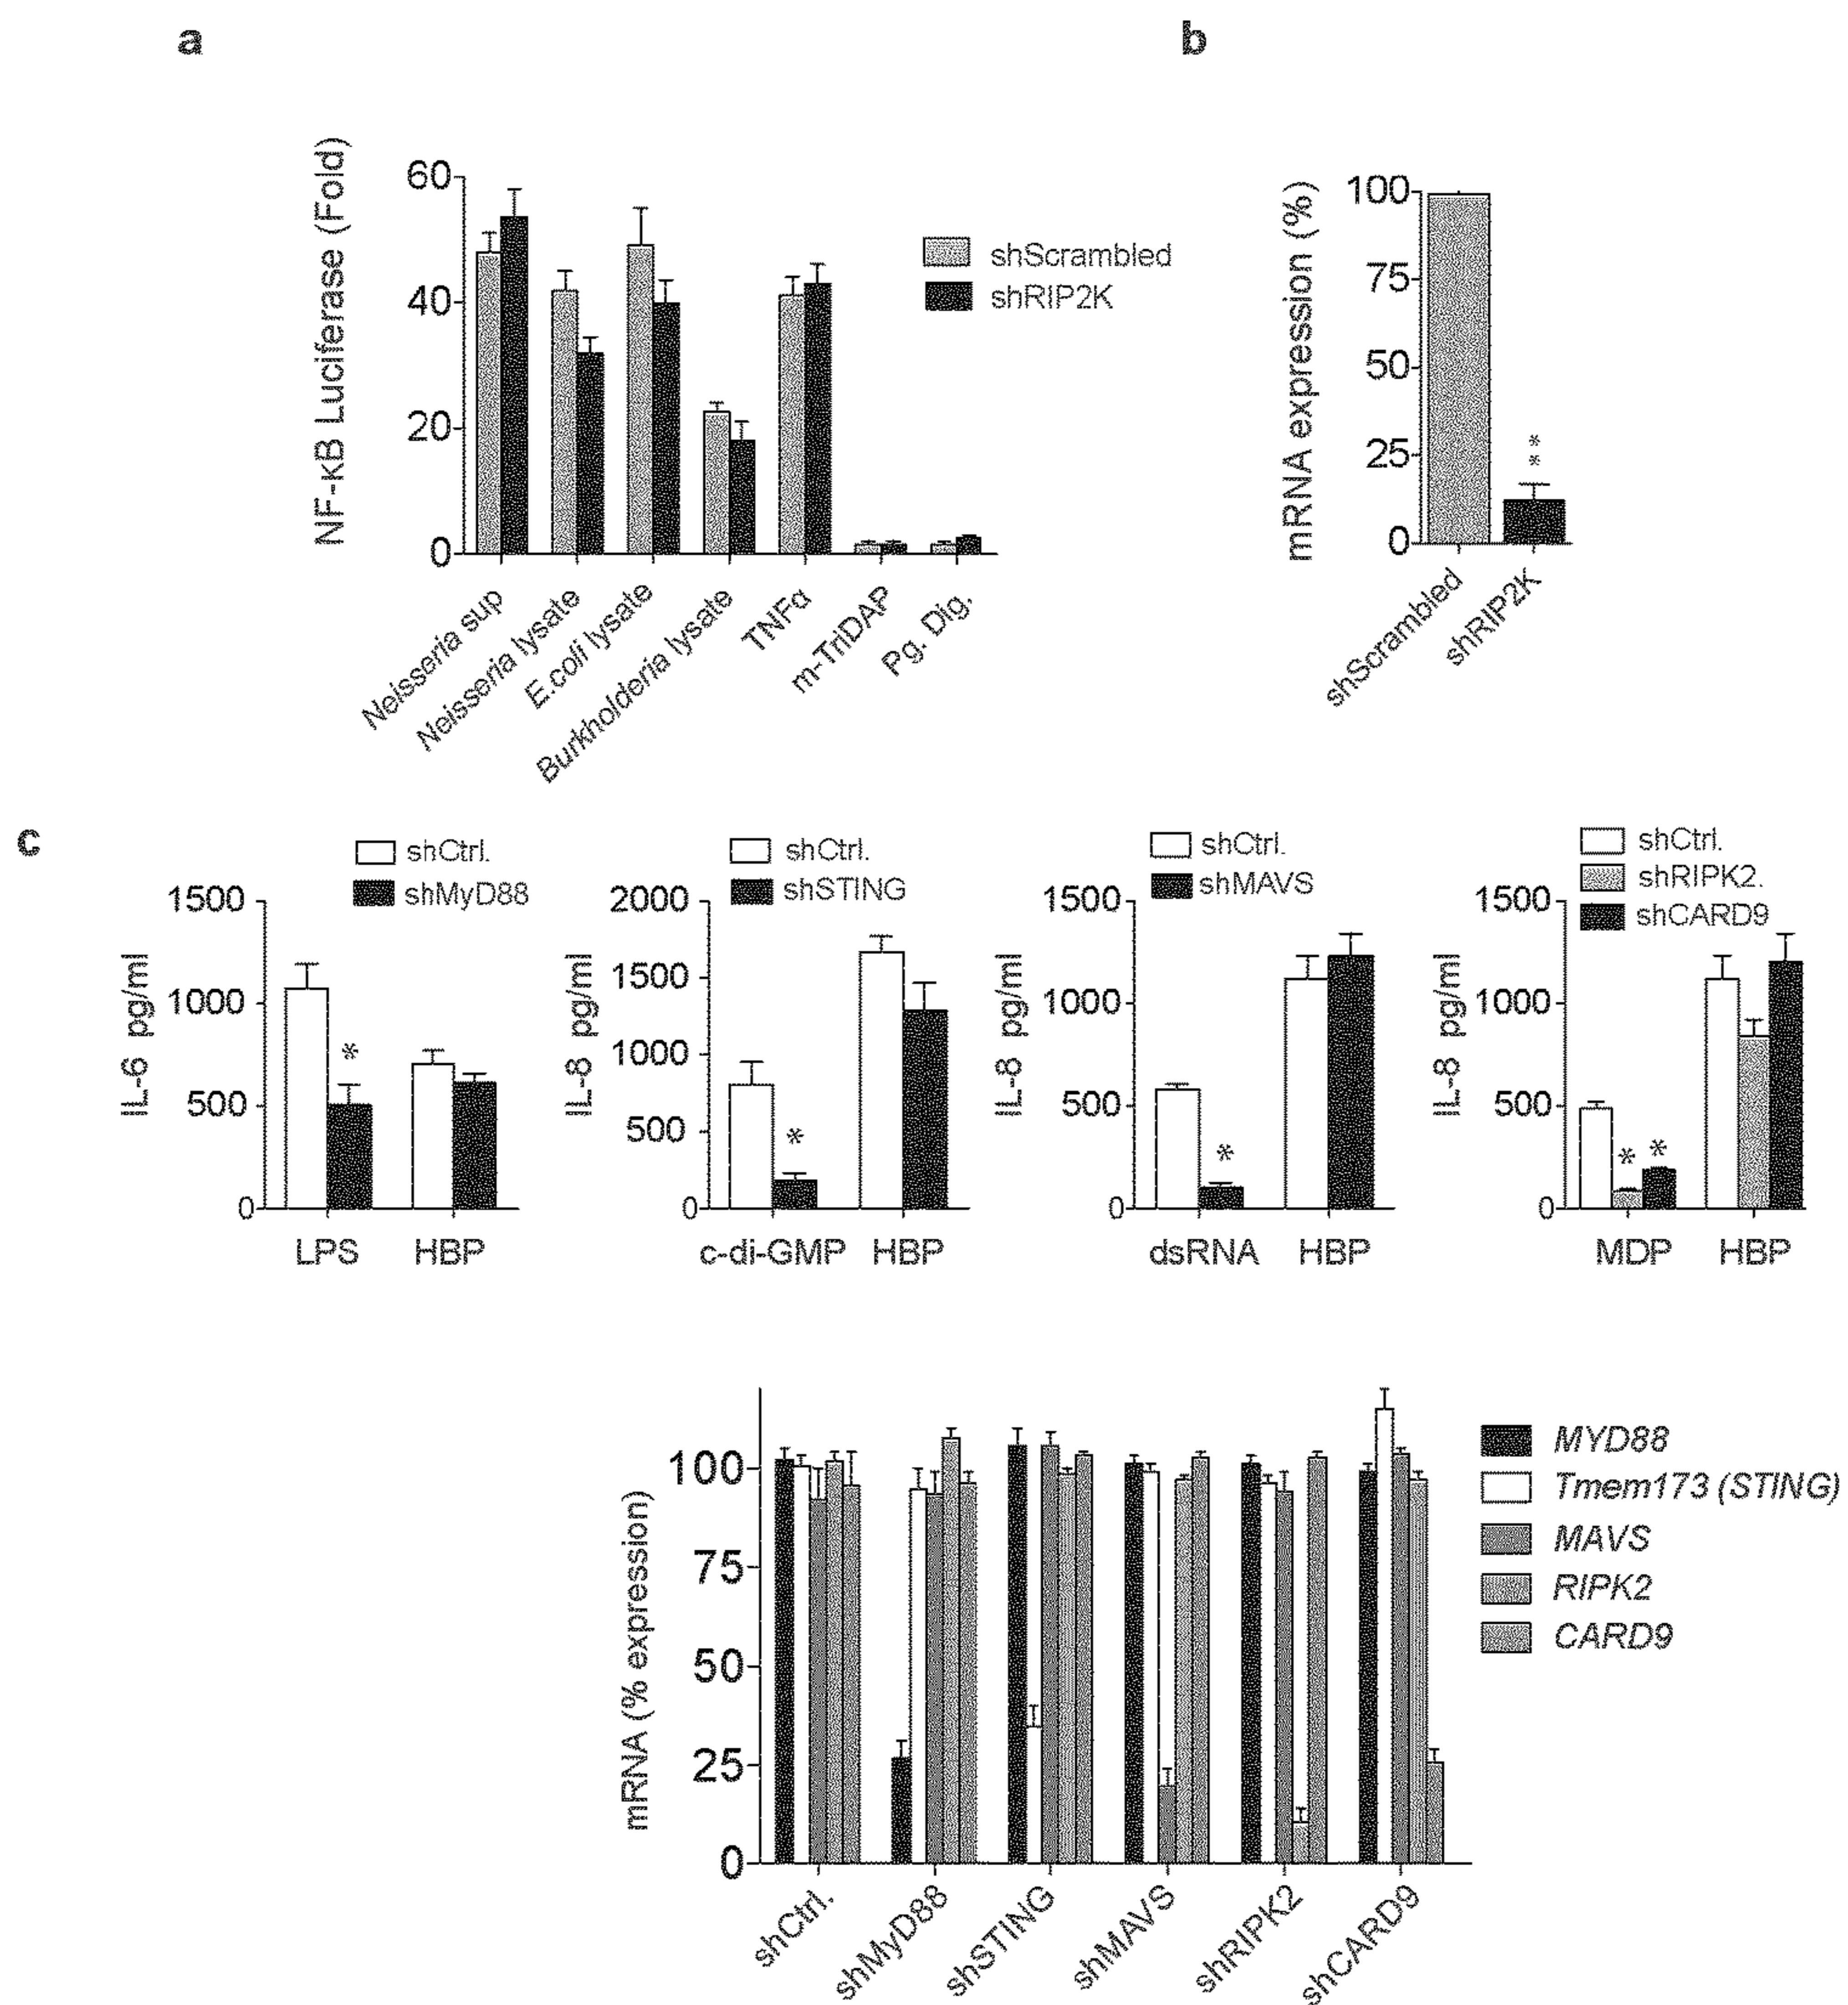 a
NF-κB Luciferase (Fold)
60
40
20
0
shScrambled
shRIP2K
Neisseria sup
Neisseria lysate
E.coli lysate
Burkholderia lysate
TNFα
m-TriDAP
Pg. Dig.
b
mRNA expression (%)
100
75
50
25
0
*
*
shScrambled
shRIP2K
c
shCtrl.
shMyD88
IL-6 pg/ml
1500
1000
500
0
*
LPS HBP
shCtrl.
shSTING
IL-8 pg/ml
2000
1500
1000
500
0
*
c-di-GMP HBP
shCtrl.
shMAVS
IL-8 pg/ml
1500
1000
500
0
*
dsRNA HBP
shCtrl.
shRIPK2.
shCARD9
IL-8 pg/ml
1500
1000
500
0
* *
MDP HBP
mRNA (% expression)
100
75
50
25
0
MYD88
Tmem173 (STING)
MAVS
RIPK2
CARD9
shCtrl.
shMyD88
shSTING
shMAVS
shRIPK2
shCARD9